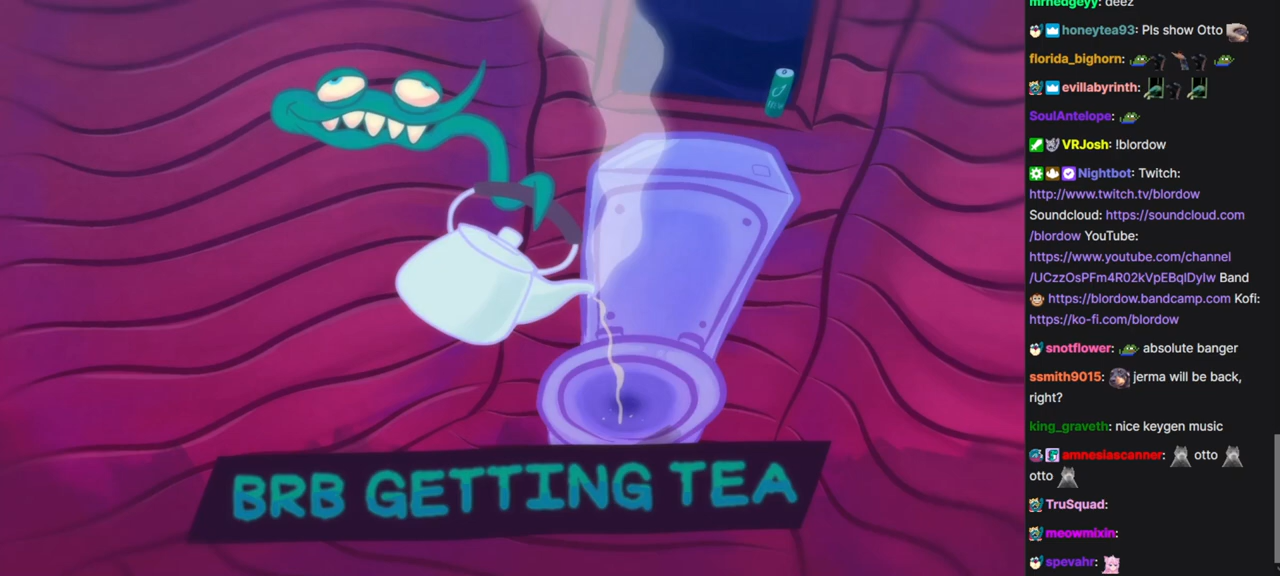 BRB GETTING TEA
mrhedgeyy: deez
honeytea93: Pls show Otto
florida_bighorn:
evillabyrinth:
SoulAntelope:
VRJosh: !blordow
Nightbot: Twitch:
http://www.twitch.tv/blordow
Soundcloud: https://soundcloud.com
/blordow YouTube:
https://www.youtube.com/channel
/UCzzOsPFm4R02kVpEBqlDyIw Band
https://blordow.bandcamp.com Kofi:
https://ko-fi.com/blordow
snotflower: absolute banger
ssmith9015: jerma will be back,
right?
king_graveth: nice keygen music
amnesiascanner: otto
otto
TruSquad:
meowmixin:
spevahr: